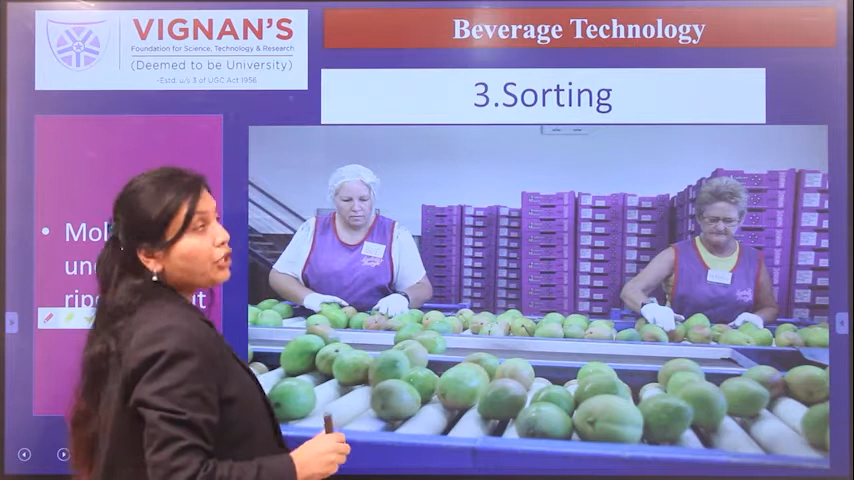 VIGNAN'S
Foundation for Science, Technology & Research
(Deemed to be University)
-Estd. u/s 3 of UGC Act 1956
Beverage Technology
3.Sorting
•